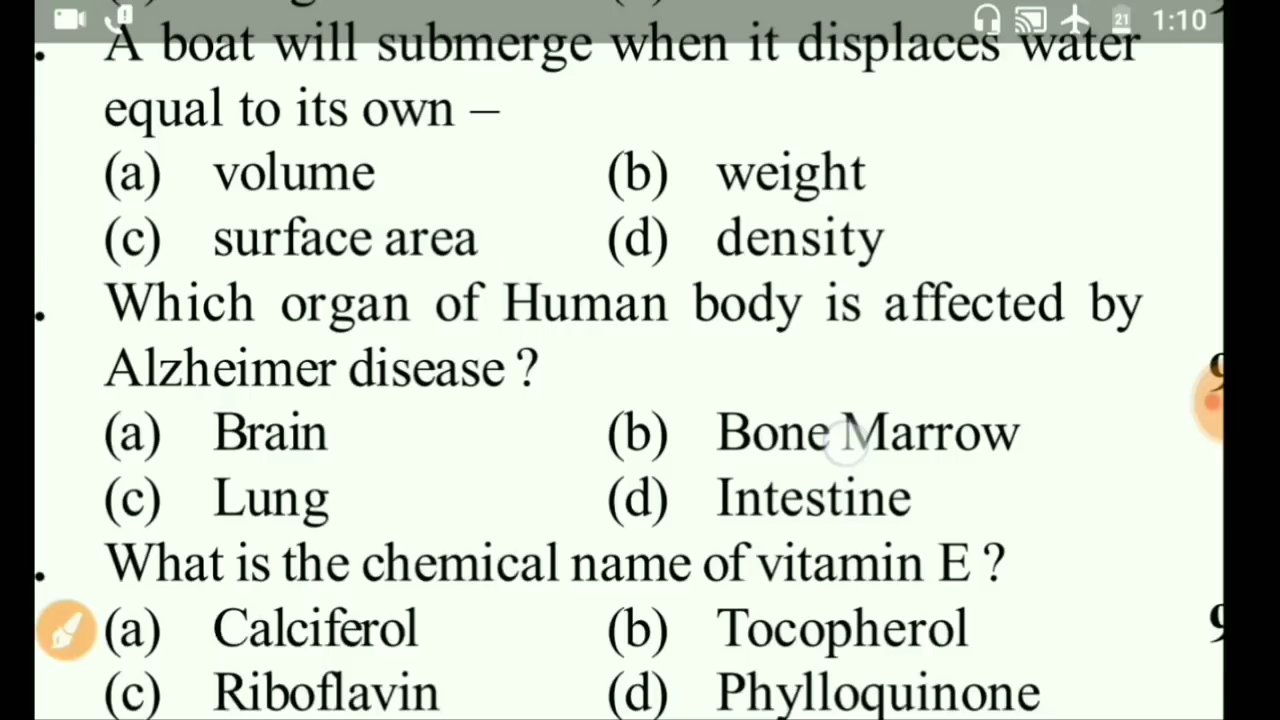 21 1:10
. A boat will submerge when it displaces water
equal to its own –
(a) volume (b) weight
(c) surface area (d) density
. Which organ of Human body is affected by
Alzheimer disease ?
(a) Brain (b) Bone Marrow
(c) Lung (d) Intestine
. What is the chemical name of vitamin E ?
(a) Calciferol (b) Tocopherol
(c) Riboflavin (d) Phylloquinone